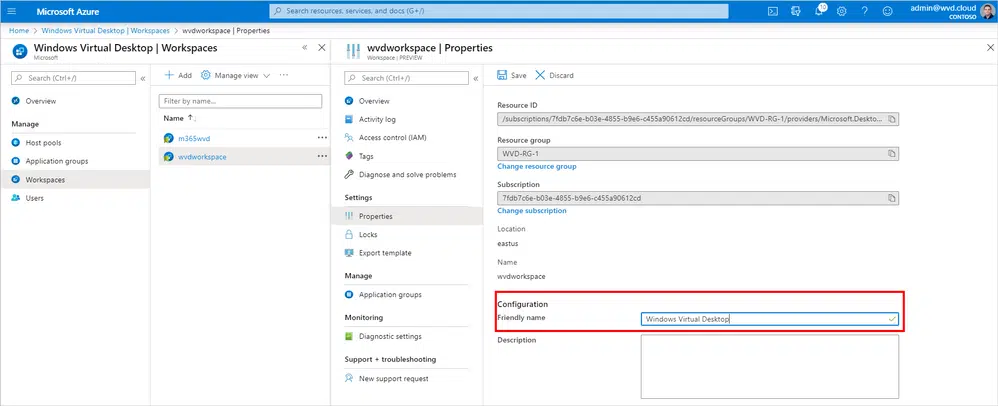 Microsoft Azure
Search resources, services, and docs (G+/)
10
admin@wvd.cloud
CONTOSO
Home > Windows Virtual Desktop | Workspaces > wvdworkspace | Properties
Windows Virtual Desktop | Workspaces
Microsoft
Search (Ctrl+/)
Overview
Manage
Host pools
Application groups
Workspaces
Users
Add Manage view
Filter by name...
Name
m365wvd
wvdworkspace
wvdworkspace | Properties
Workspace | PREVIEW
Search (Ctrl+/)
Overview
Activity log
Access control (IAM)
Tags
Diagnose and solve problems
Settings
Properties
Locks
Export template
Manage
Application groups
Monitoring
Diagnostic settings
Support + troubleshooting
New support request
Save Discard
Resource ID
/subscriptions/7fdb7c6e-b03e-4855-b9e6-c455a90612cd/resourceGroups/WVD-RG-1/providers/Microsoft.Deskto...
Resource group
WVD-RG-1
Change resource group
Subscription
7fdb7c6e-b03e-4855-b9e6-c455a90612cd
Change subscription
Location
eastus
Name
wvdworkspace
Configuration
Friendly name Windows Virtual Desktop
Description